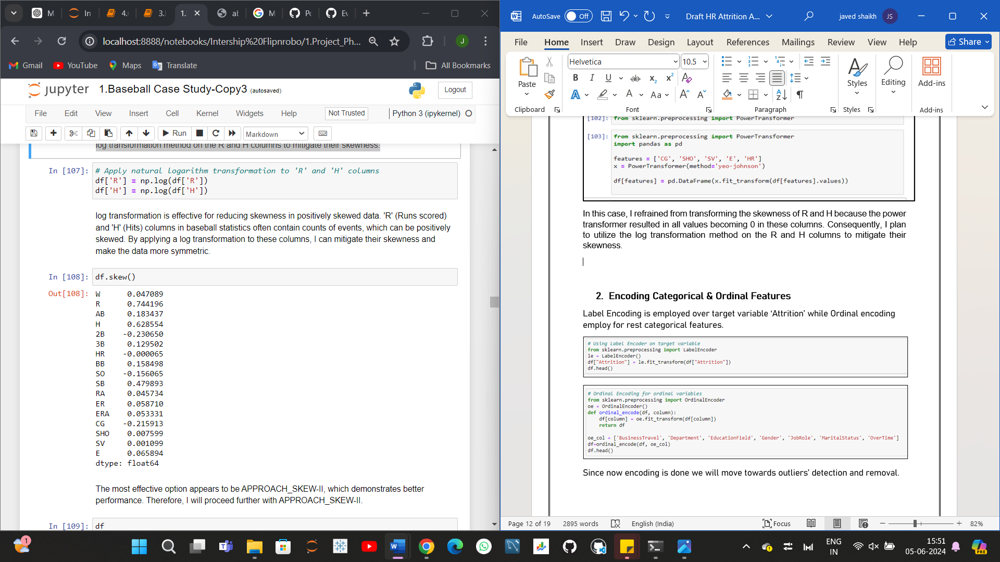 M
In
4.
3.
1.
al
M
Pc
Ev
localhost:8888/notebooks/Intership%20Flipnrobo/1.Project_Ph...
J
Gmail
YouTube
Maps
Translate
All Bookmarks
jupyter
1.Baseball Case Study-Copy3 (autosaved)
Logout
File Edit View Insert Cell Kernel Widgets Help
Not Trusted
Python 3 (ipykernel)
Run
Markdown
log transformation method on the R and H columns to mitigate their skewness.
In [107]:
# Apply natural logarithm transformation to 'R' and 'H' columns
df['R'] = np.log(df['R'])
df['H'] = np.log(df['H'])
log transformation is effective for reducing skewness in positively skewed data. 'R' (Runs scored)
and 'H' (Hits) columns in baseball statistics often contain counts of events, which can be positively
skewed. By applying a log transformation to these columns, I can mitigate their skewness and
make the data more symmetric.
In [108]: df.skew()
Out[108]: W 0.047089
R 0.744196
AB 0.183437
H 0.628554
2B -0.230650
3B 0.129502
HR -0.000065
BB 0.158498
SO -0.156065
SB 0.479893
RA 0.045734
ER 0.058710
ERA 0.053331
CG -0.215913
SHO 0.007599
SV 0.001099
E 0.065894
dtype: float64
The most effective option appears to be APPROACH_SKEW-II, which demonstrates better
performance. Therefore, I will proceed further with APPROACH_SKEW-II.
In [109]: df
AutoSave Off
Draft HR Attrition A...
javed shaikh JS
File Home Insert Draw Design Layout References Mailings Review View Help
Share
Paste
Clipboard
Helvetica 10.5
Font
Paragraph
Styles
Styles
Editing
Add-ins
Add-ins
[102]: from sklearn.preprocessing import PowerTransformer
[103]: from sklearn.preprocessing import PowerTransformer
import pandas as pd
features = ['CG', 'SHO', 'SV', 'E', 'HR']
x = PowerTransformer(method='yeo-johnson')
df[features] = pd.DataFrame(x.fit_transform(df[features].values))
In this case, I refrained from transforming the skewness of R and H because the power
transformer resulted in all values becoming 0 in these columns. Consequently, I plan
to utilize the log transformation method on the R and H columns to mitigate their
skewness.
2. Encoding Categorical & Ordinal Features
Label Encoding is employed over target variable ‘Attrition’ while Ordinal encoding
employ for rest categorical features.
# Using Label Encoder on target variable
from sklearn.preprocessing import LabelEncoder
le = LabelEncoder()
df["Attrition"] = le.fit_transform(df["Attrition"])
df.head()
# Ordinal Encoding for ordinal variables
from sklearn.preprocessing import OrdinalEncoder
oe = OrdinalEncoder()
def ordinal_encode(df, column):
df[column] = oe.fit_transform(df[column])
return df
oe_col = ['BusinessTravel', 'Department', 'EducationField', 'Gender', 'JobRole', 'MaritalStatus', 'OverTime']
df=ordinal_encode(df, oe_col)
df.head()
Since now encoding is done we will move towards outliers’ detection and removal.
Page 12 of 19
2895 words
English (India)
Focus
82%
1
ENG
IN
15:51
05-06-2024
PRE